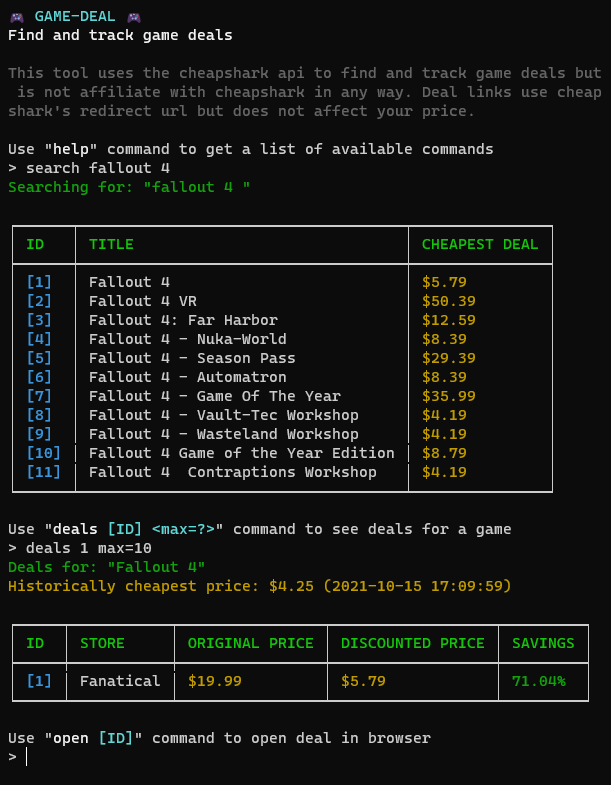 🎮 GAME-DEAL 🎮
Find and track game deals
This tool uses the cheapshark api to find and track game deals but
is not affiliate with cheapshark in any way. Deal links use cheap
shark's redirect url but does not affect your price.
Use "help" command to get a list of available commands
> search fallout 4
Searching for: "fallout 4 "
ID TITLE CHEAPEST DEAL
[1] Fallout 4 $5.79
[2] Fallout 4 VR $50.39
[3] Fallout 4: Far Harbor $12.59
[4] Fallout 4 - Nuka-World $8.39
[5] Fallout 4 - Season Pass $29.39
[6] Fallout 4 - Automatron $8.39
[7] Fallout 4 - Game Of The Year $35.99
[8] Fallout 4 - Vault-Tec Workshop $4.19
[9] Fallout 4 - Wasteland Workshop $4.19
[10] Fallout 4 Game of the Year Edition $8.79
[11] Fallout 4  Contraptions Workshop $4.19
Use "deals [ID] <max=?>" command to see deals for a game
> deals 1 max=10
Deals for: "Fallout 4"
Historically cheapest price: $4.25 (2021-10-15 17:09:59)
ID STORE ORIGINAL PRICE DISCOUNTED PRICE SAVINGS
[1] Fanatical $19.99 $5.79 71.04%
Use "open [ID]" command to open deal in browser
>